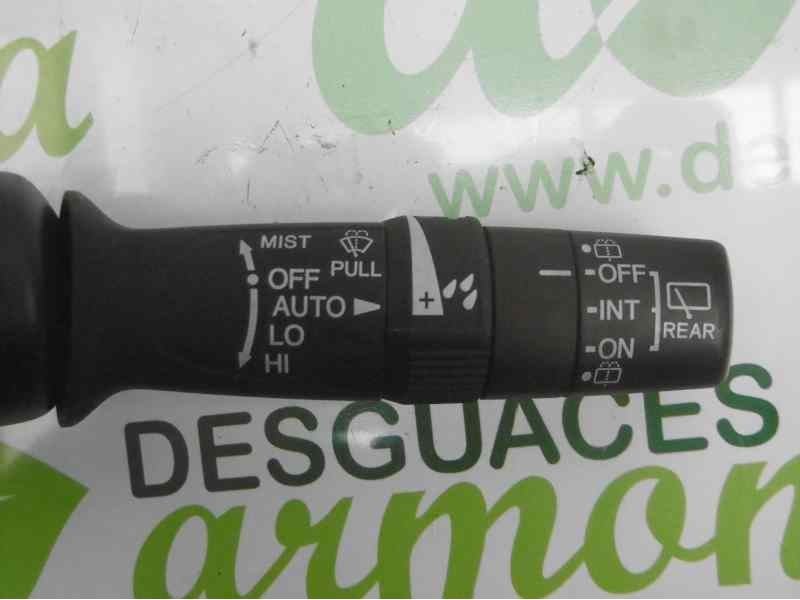 www.de
MIST
OFF
PULL
AUTO
LO
HI
+
OFF
INT
ON
REAR
DESGUACES
armon